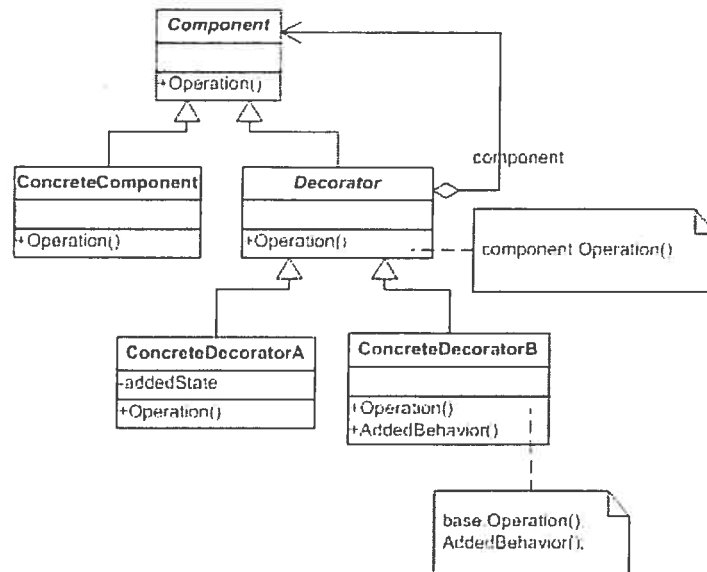 Component
+Operation()
component
ConcreteComponent
+Operation()
Decorator
+Operation()
component.Operation()
ConcreteDecoratorA
-addedState
+Operation()
ConcreteDecoratorB
+Operation()
+AddedBehavior()
base.Operation()
AddedBehavior();